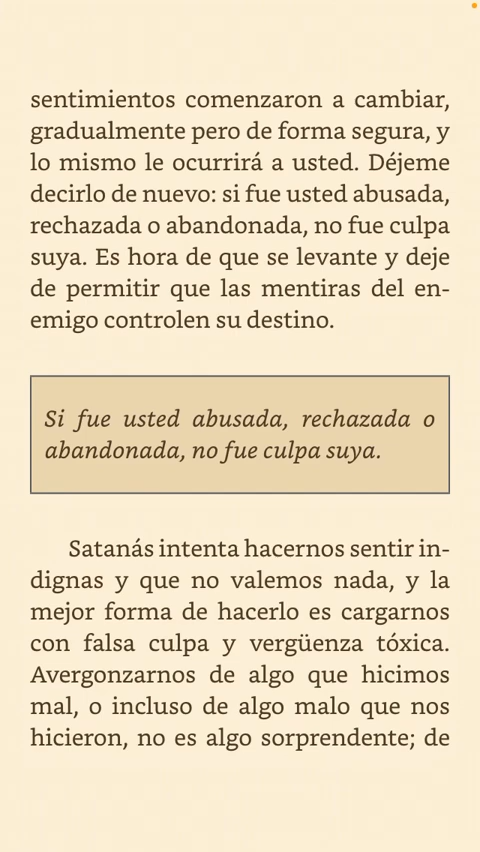 sentimientos comenzaron a cambiar,
gradualmente pero de forma segura, y
lo mismo le ocurrirá a usted. Déjeme
decirlo de nuevo: si fue usted abusada,
rechazada o abandonada, no fue culpa
suya. Es hora de que se levante y deje
de permitir que las mentiras del en-
emigo controlen su destino.
Si fue usted abusada, rechazada o
abandonada, no fue culpa suya.
Satanás intenta hacernos sentir in-
dignas y que no valemos nada, y la
mejor forma de hacerlo es cargarnos
con falsa culpa y vergüenza tóxica.
Avergonzarnos de algo que hicimos
mal, o incluso de algo malo que nos
hicieron, no es algo sorprendente; de